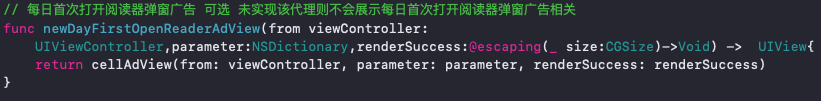 // 每日首次打开阅读器弹窗广告 可选 未实现该代理则不会展示每日首次打开阅读器弹窗广告相关
func newDayFirstOpenReaderAdView(from viewController:
UIViewController,parameter:NSDictionary,renderSuccess:@escaping(_ size:CGSize)->Void) ->  UIView{
return cellAdView(from: viewController, parameter: parameter, renderSuccess: renderSuccess)
}